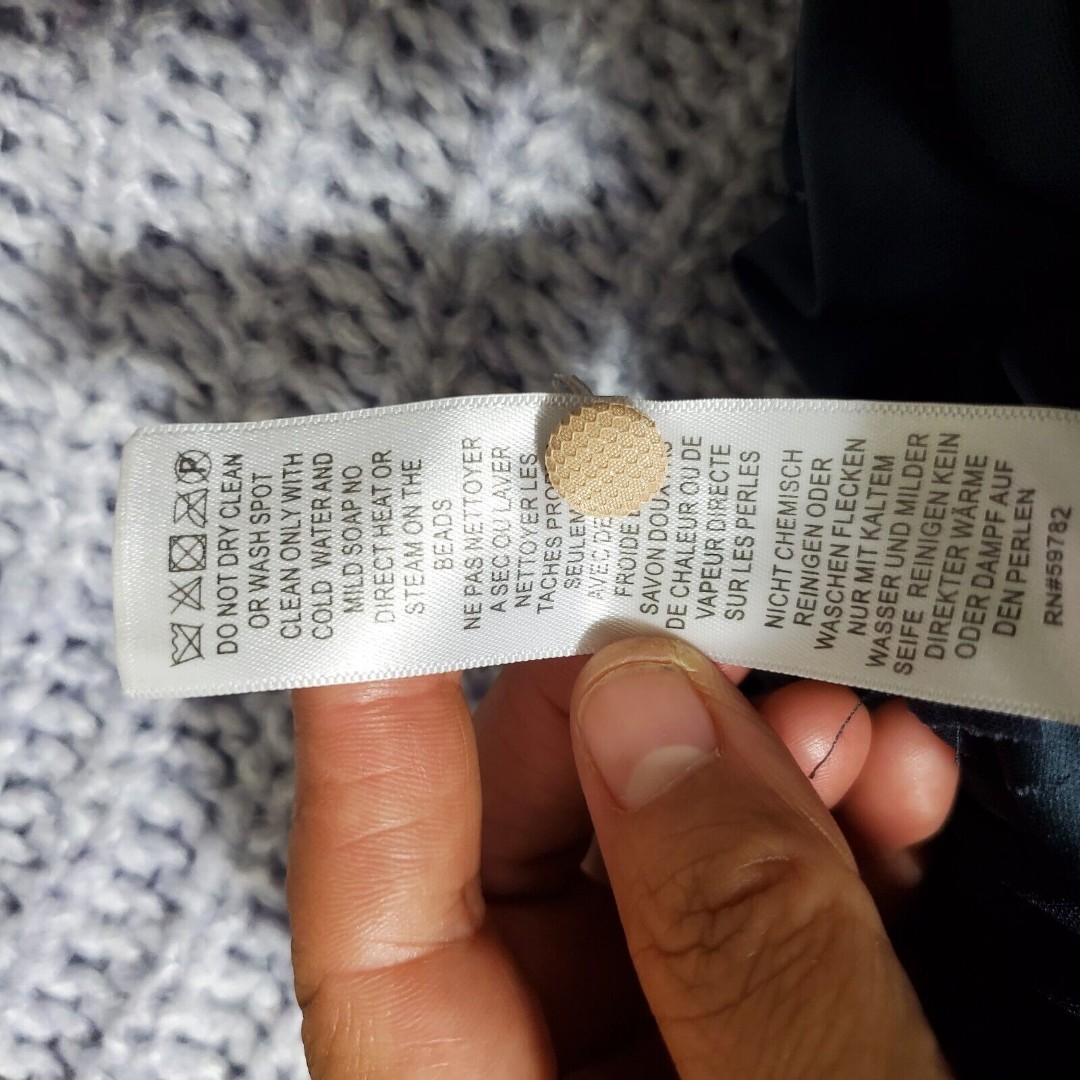 P
DO NOT DRY CLEAN
OR WASH SPOT
CLEAN ONLY WITH
COLD WATER AND
MILD SOAP NO
DIRECT HEAT OR
STEAM ON THE
BEADS
NE PAS NETTOYER
A SEC OU LAVER
NETTOYER LES
TACHES
AVEC
FROIDE
SAVON
DE CHALEUR OU DE
VAPEUR DIRECTE
SUR LES PERLES
NICHT CHEMISCH
REINIGEN ODER
WASCHEN FLECKEN
NUR MIT KALTEM
WASSER UND MILDER
SEIFE REINIGEN KEIN
DIREKTER WÄRME
ODER DAMPF AUF
DEN PERLEN
RN#59782